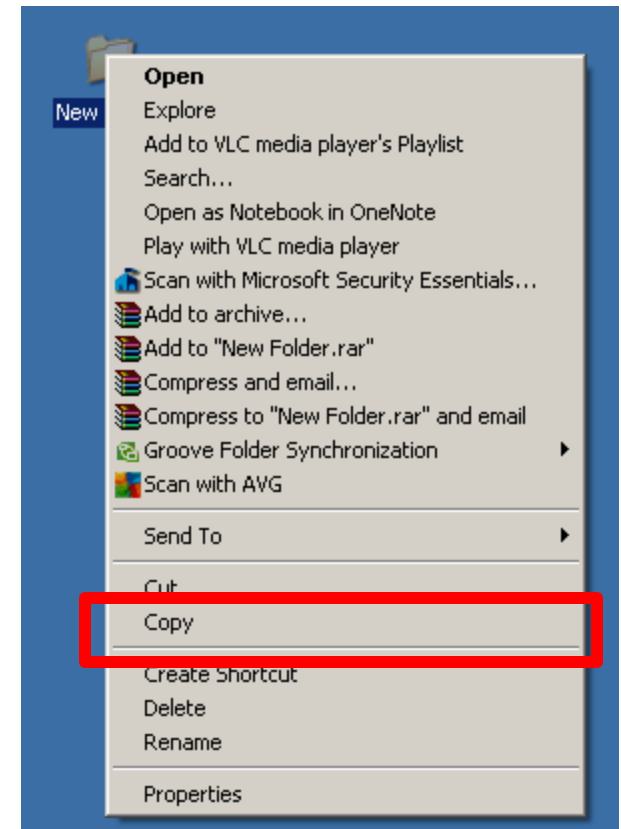 New
Open
Explore
Add to VLC media player's Playlist
Search...
Open as Notebook in OneNote
Play with VLC media player
Scan with Microsoft Security Essentials...
Add to archive...
Add to "New Folder.rar"
Compress and email...
Compress to "New Folder.rar" and email
Groove Folder Synchronization
Scan with AVG
Send To
Cut
Copy
Create Shortcut
Delete
Rename
Properties